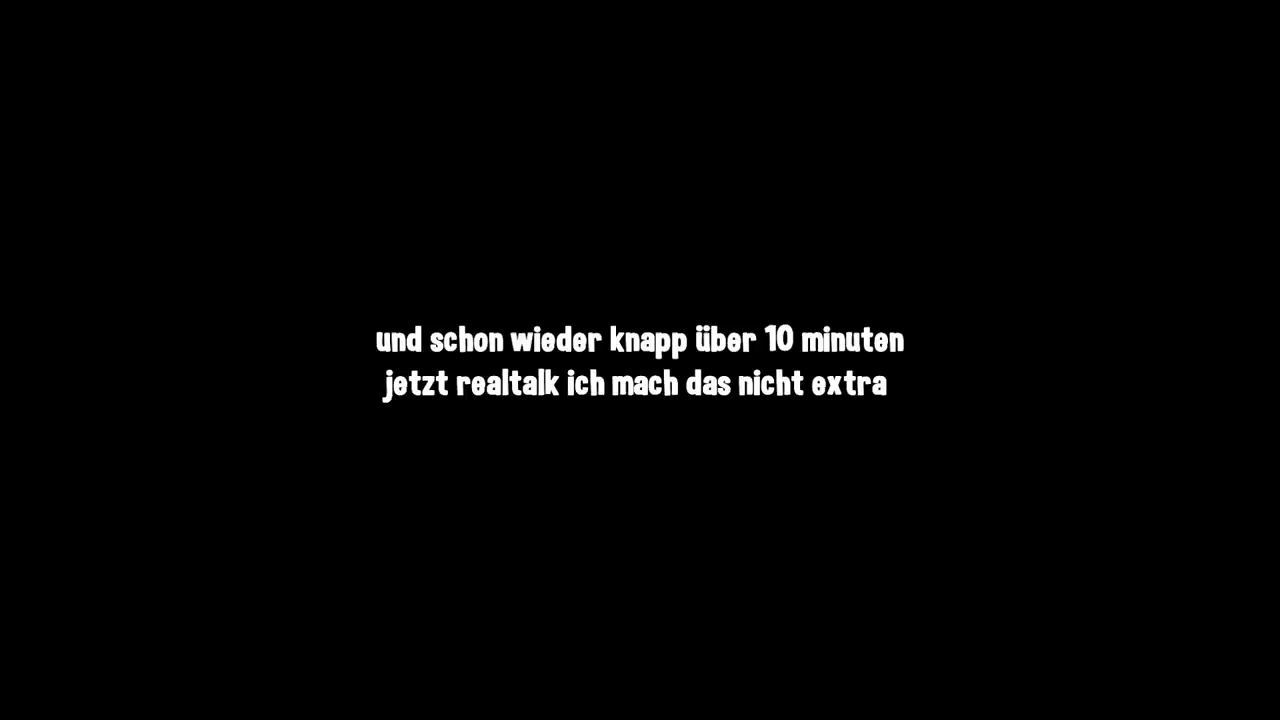 und schon wieder knapp über 10 minuten
jetzt realtalk ich mach das nicht extra